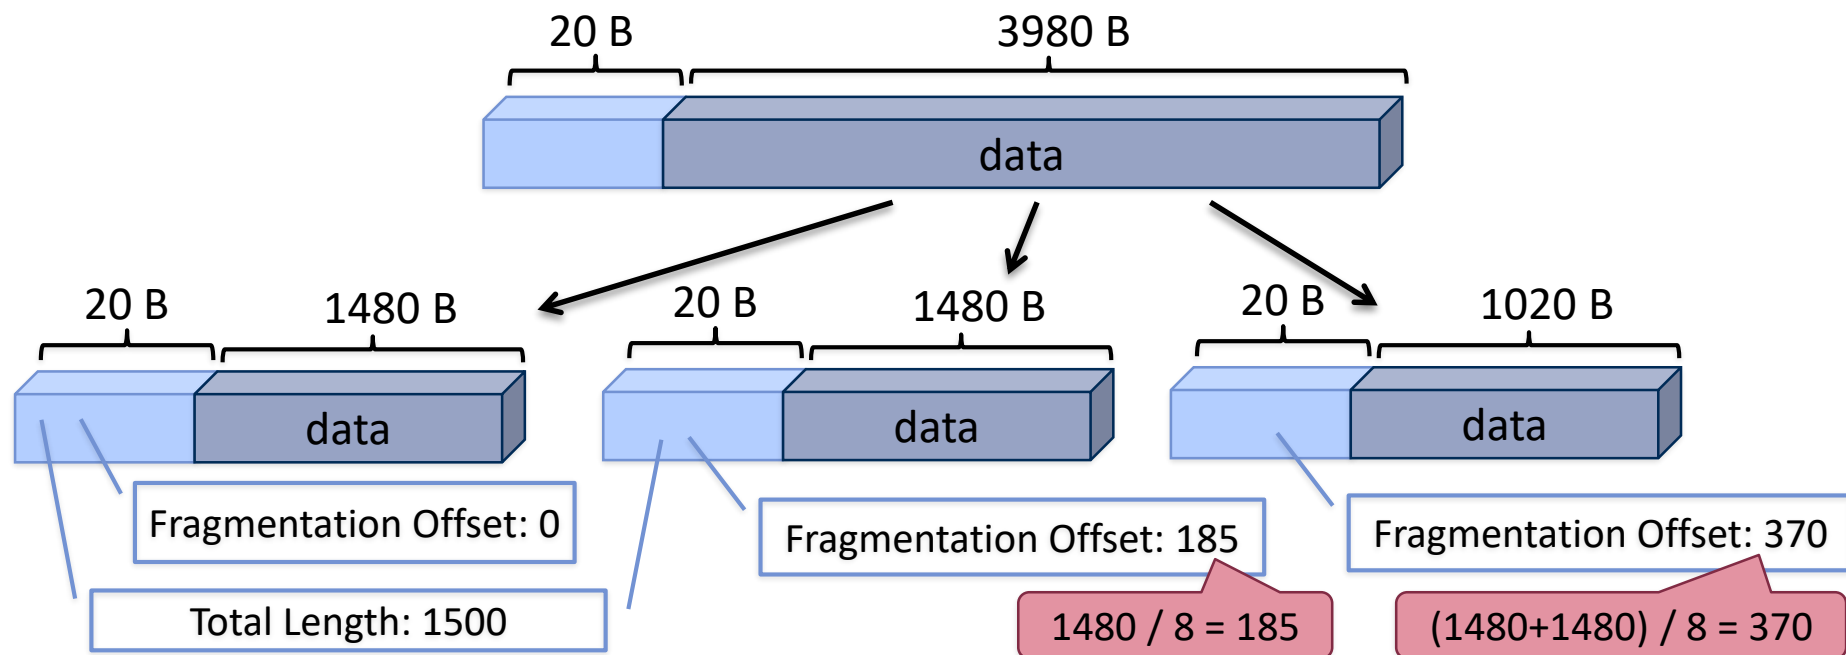 20 B
3980 B
data
20 B
1480 B
20 B
1480 B
20 B
1020 B
data
data
data
Fragmentation Offset: 0
Fragmentation Offset: 185
Fragmentation Offset: 370
Total Length: 1500
1480 / 8 = 185
(1480+1480) / 8 = 370